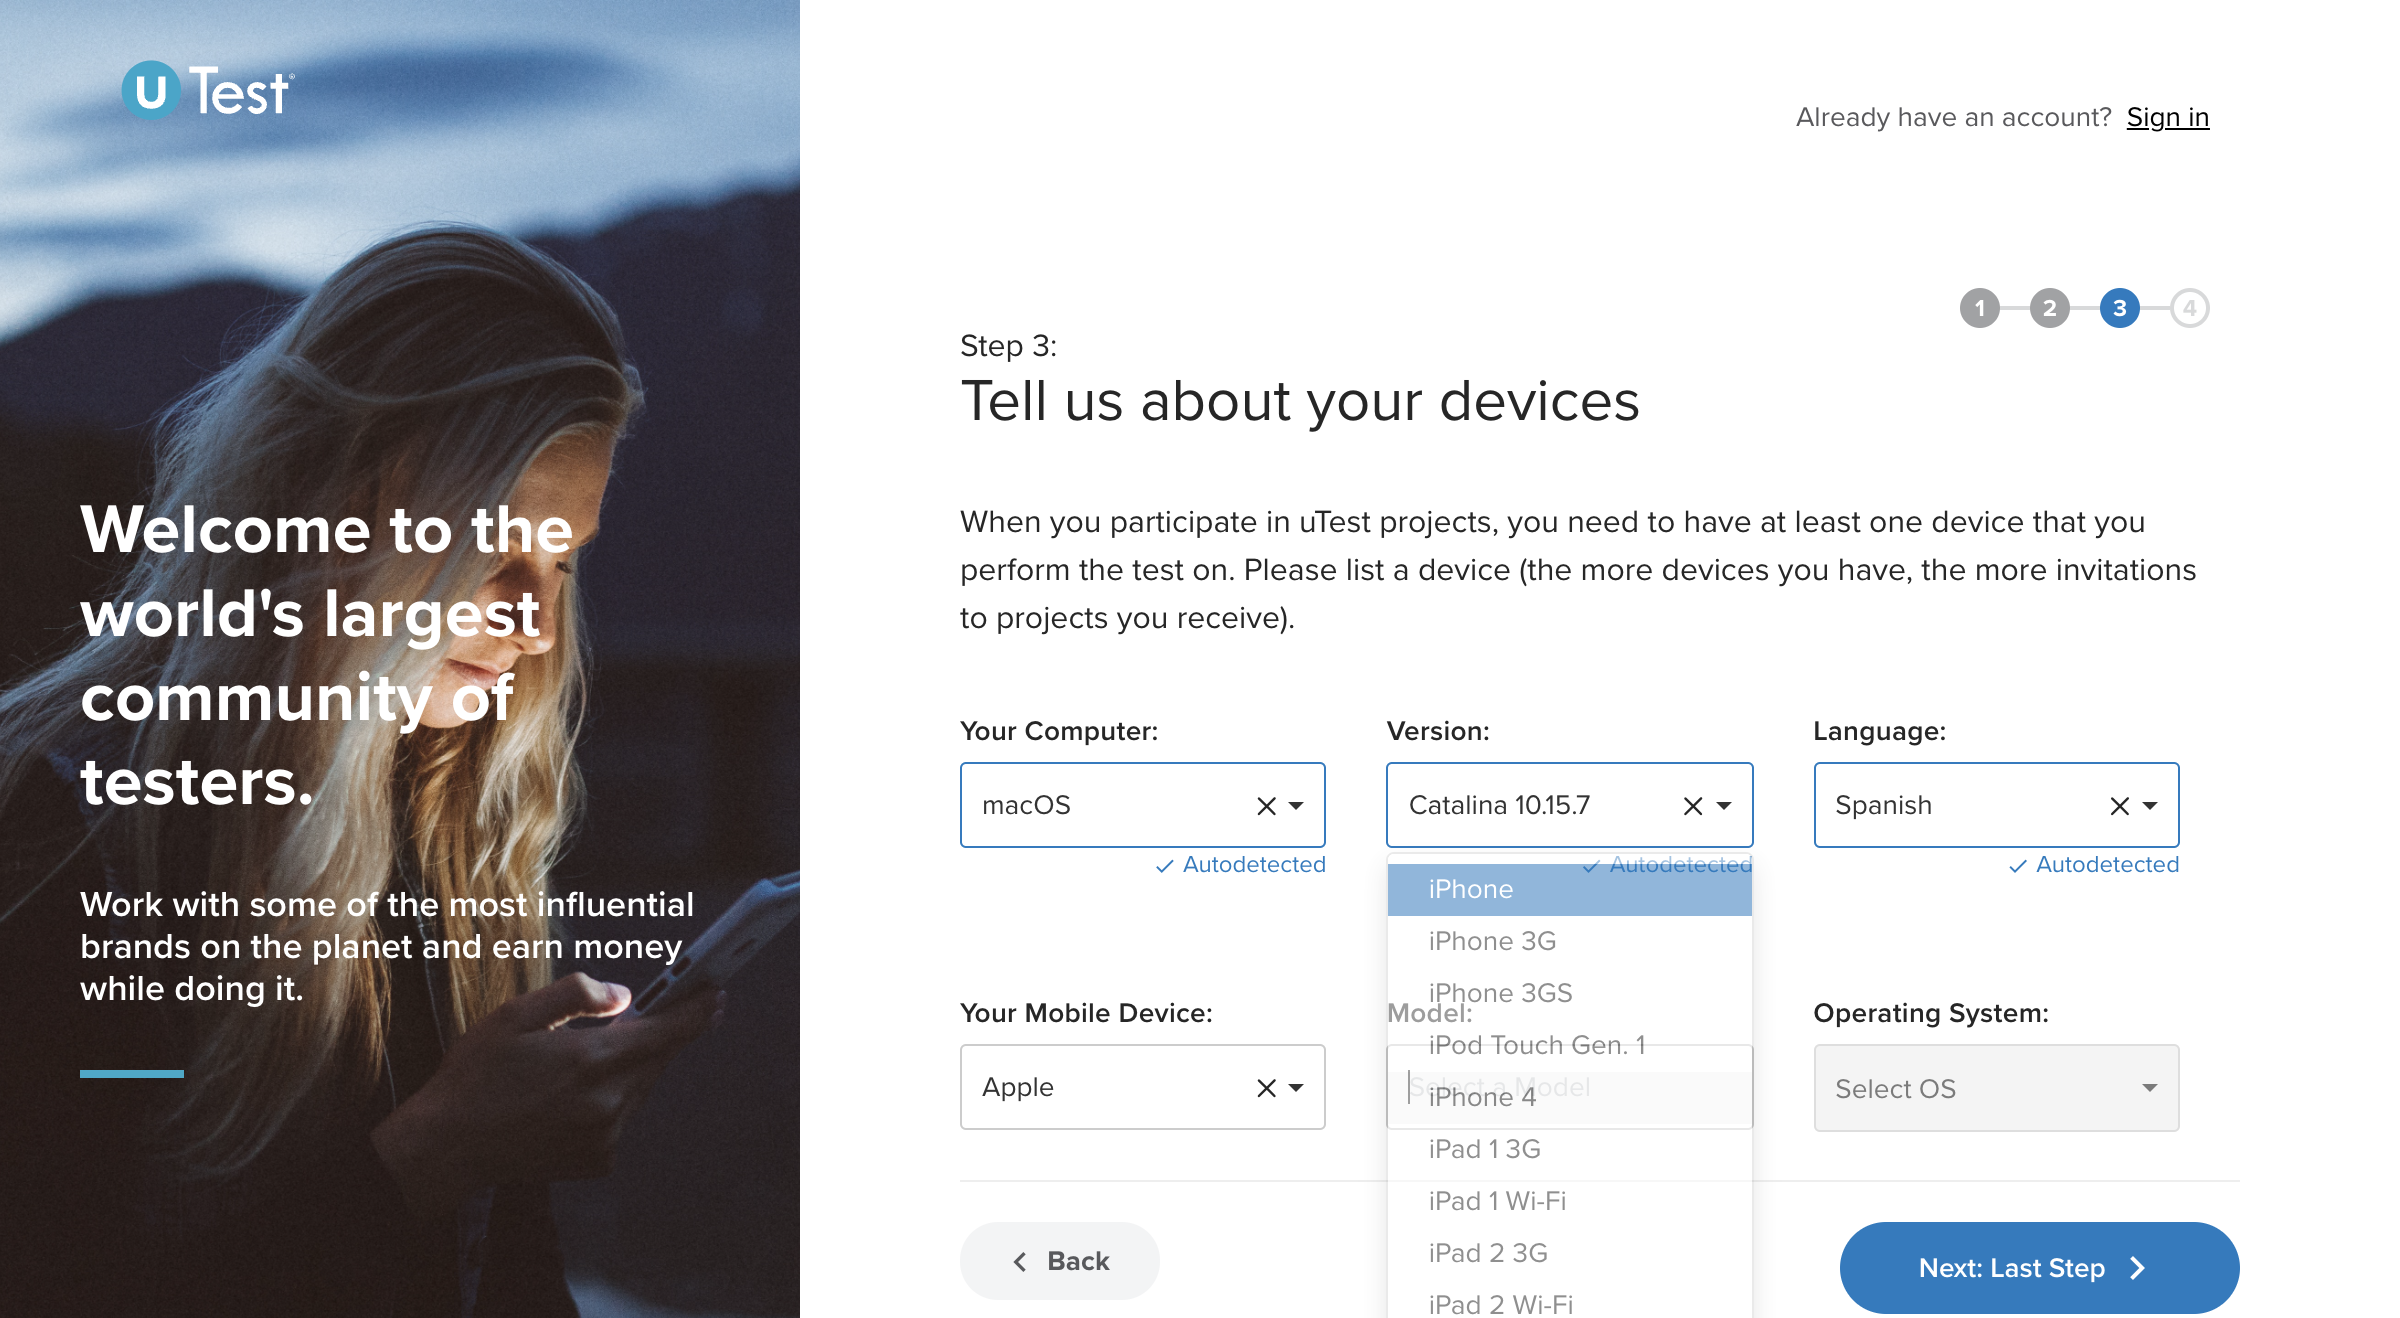 U Test®
Welcome to the
world's largest
community of
testers.
Work with some of the most influential
brands on the planet and earn money
while doing it.
Already have an account? Sign in
1 2 3 4
Step 3:
Tell us about your devices
When you participate in uTest projects, you need to have at least one device that you
perform the test on. Please list a device (the more devices you have, the more invitations
to projects you receive).
Your Computer:
macOS
Autodetected
Version:
Catalina 10.15.7
Autodetected
Language:
Spanish
Autodetected
Your Mobile Device:
Apple
Model:
Select a Model
iPhone
iPhone 3G
iPhone 3GS
iPod Touch Gen. 1
iPhone 4
iPad 1 3G
iPad 1 Wi-Fi
iPad 2 3G
iPad 2 Wi-Fi
Operating System:
Select OS
Back
Next: Last Step